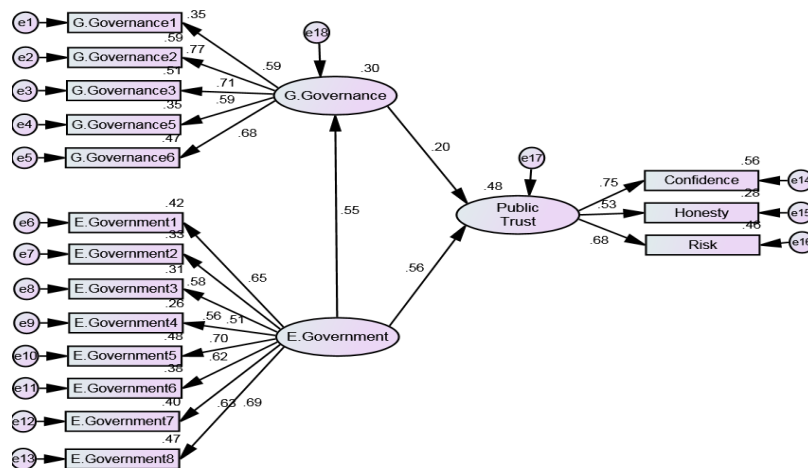 e1
.35
G.Governance1
.59
e2
G.Governance2
.51
e3
G.Governance3
.35
e4
G.Governance5
.47
e5
G.Governance6
.59
.77
.71
.59
.68
e18
.30
G.Governance
.20
.55
.56
e17
.48
Public
Trust
.75
.53
.68
.56
Confidence
e14
.28
Honesty
e15
.46
Risk
e16
.42
e6
E.Government1
.33
e7
E.Government2
.31
e8
E.Government3
.26
e9
E.Government4
.48
e10
E.Government5
.38
e11
E.Government6
.40
e12
E.Government7
.47
e13
E.Government8
.65
.58
.56
.51
.70
.62
.63
.69
E.Government